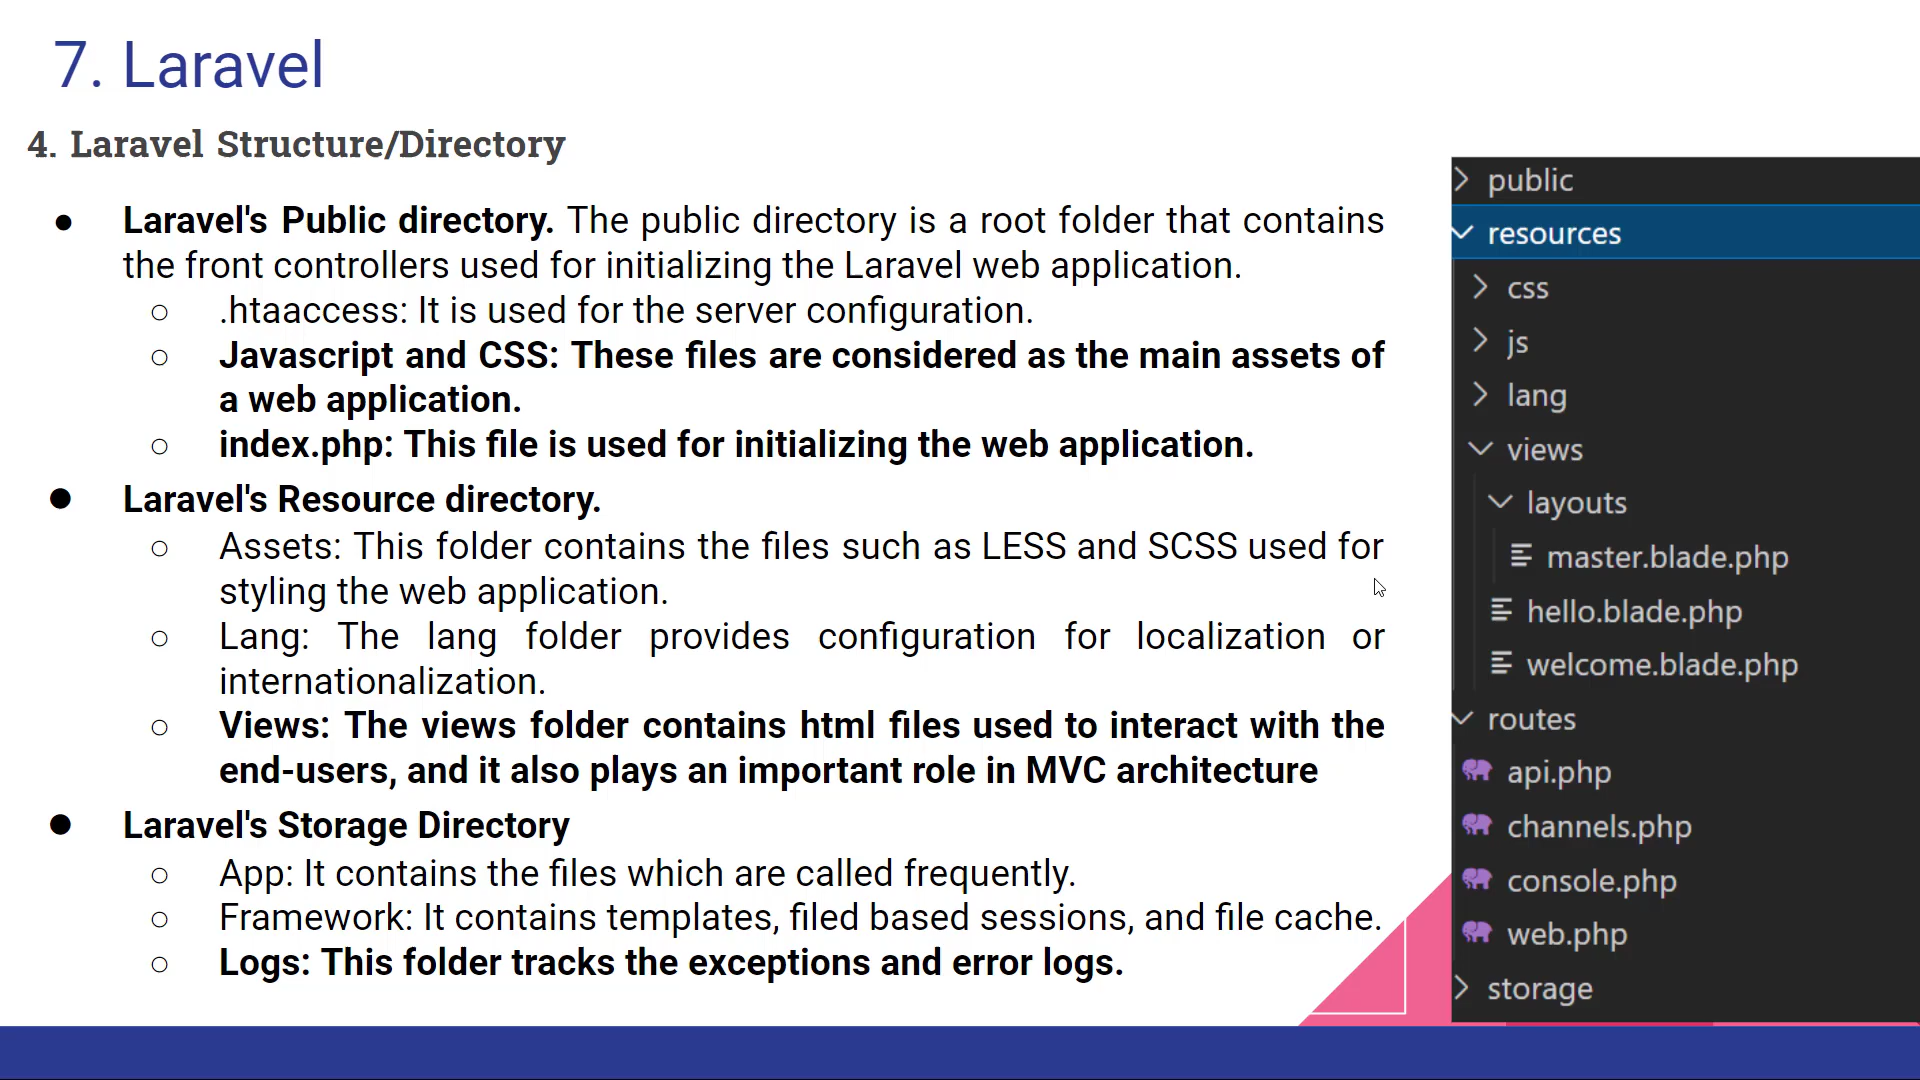 7. Laravel
4. Laravel Structure/Directory
● Laravel's Public directory. The public directory is a root folder that contains
the front controllers used for initializing the Laravel web application.
○ .htaaccess: It is used for the server configuration.
○ Javascript and CSS: These files are considered as the main assets of
a web application.
○ index.php: This file is used for initializing the web application.
● Laravel's Resource directory.
○ Assets: This folder contains the files such as LESS and SCSS used for
styling the web application.
○ Lang: The lang folder provides configuration for localization or
internationalization.
○ Views: The views folder contains html files used to interact with the
end-users, and it also plays an important role in MVC architecture
● Laravel's Storage Directory
○ App: It contains the files which are called frequently.
○ Framework: It contains templates, filed based sessions, and file cache.
○ Logs: This folder tracks the exceptions and error logs.
public
resources
css
js
lang
views
layouts
master.blade.php
hello.blade.php
welcome.blade.php
routes
api.php
channels.php
console.php
web.php
storage